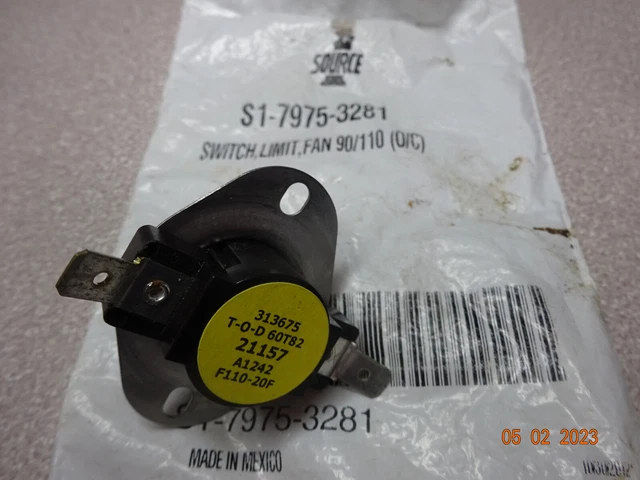 SOURCE
1
S1-7975-3281
SWITCH,LIMIT,FAN 90/110 (O/C)
313675
T-O-D 60T82
21157
A1242
F110-20F
S1-7975-3281
MADE IN MEXICO
05 02 2023